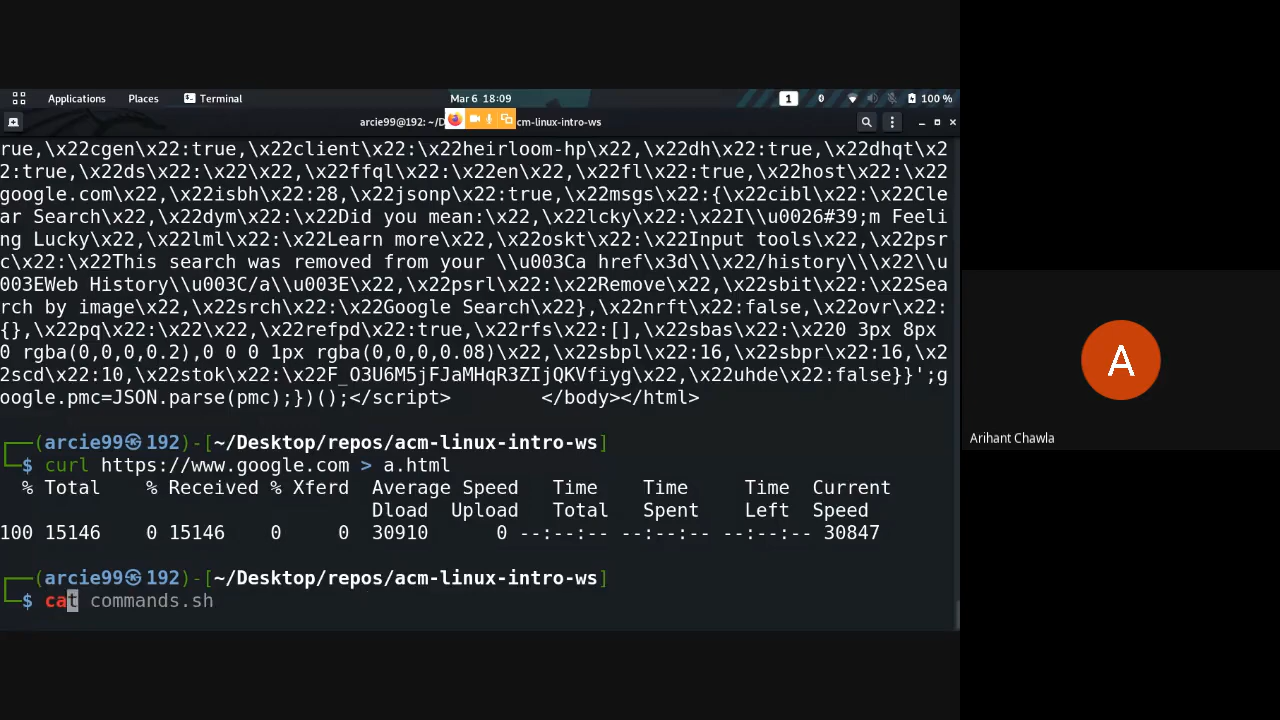 Applications Places Terminal Mar 6 18:09 1 0 100 %
arcie99@192: ~/D cm-linux-intro-ws
rue,\x22cgen\x22:true,\x22client\x22:\x22heirloom-hp\x22,\x22dh\x22:true,\x22dhqt\x2
2:true,\x22ds\x22:\x22\x22,\x22ffql\x22:\x22en\x22,\x22fl\x22:true,\x22host\x22:\x22
google.com\x22,\x22isbh\x22:28,\x22jsonp\x22:true,\x22msgs\x22:{\x22cibl\x22:\x22Cle
ar Search\x22,\x22dym\x22:\x22Did you mean:\x22,\x22lcky\x22:\x22I\\u0026#39;m Feeli
ng Lucky\x22,\x22lml\x22:\x22Learn more\x22,\x22oskt\x22:\x22Input tools\x22,\x22psr
c\x22:\x22This search was removed from your \\u003Ca href\x3d\\\x22/history\\\x22\\u
003EWeb History\\u003C/a\\u003E\x22,\x22psrl\x22:\x22Remove\x22,\x22sbit\x22:\x22Sea
rch by image\x22,\x22srch\x22:\x22Google Search\x22},\x22nrft\x22:false,\x22ovr\x22:
{},\x22pq\x22:\x22\x22,\x22refpd\x22:true,\x22rfs\x22:[],\x22sbas\x22:\x220 3px 8px
0 rgba(0,0,0,0.2),0 0 0 1px rgba(0,0,0,0.08)\x22,\x22sbpl\x22:16,\x22sbpr\x22:16,\x2
2scd\x22:10,\x22stok\x22:\x22F_O3U6M5jFJaMHqR3ZIjQKVfiyg\x22,\x22uhde\x22:false}}';g
oogle.pmc=JSON.parse(pmc);})();</script> </body></html>
(arcie99㉿192)-[~/Desktop/repos/acm-linux-intro-ws]
$ curl https://www.google.com > a.html
% Total % Received % Xferd Average Speed Time Time Time Current
Dload Upload Total Spent Left Speed
100 15146 0 15146 0 0 30910 0 --:--:-- --:--:-- --:--:-- 30847
(arcie99㉿192)-[~/Desktop/repos/acm-linux-intro-ws]
$ cat commands.sh
A
Arihant Chawla